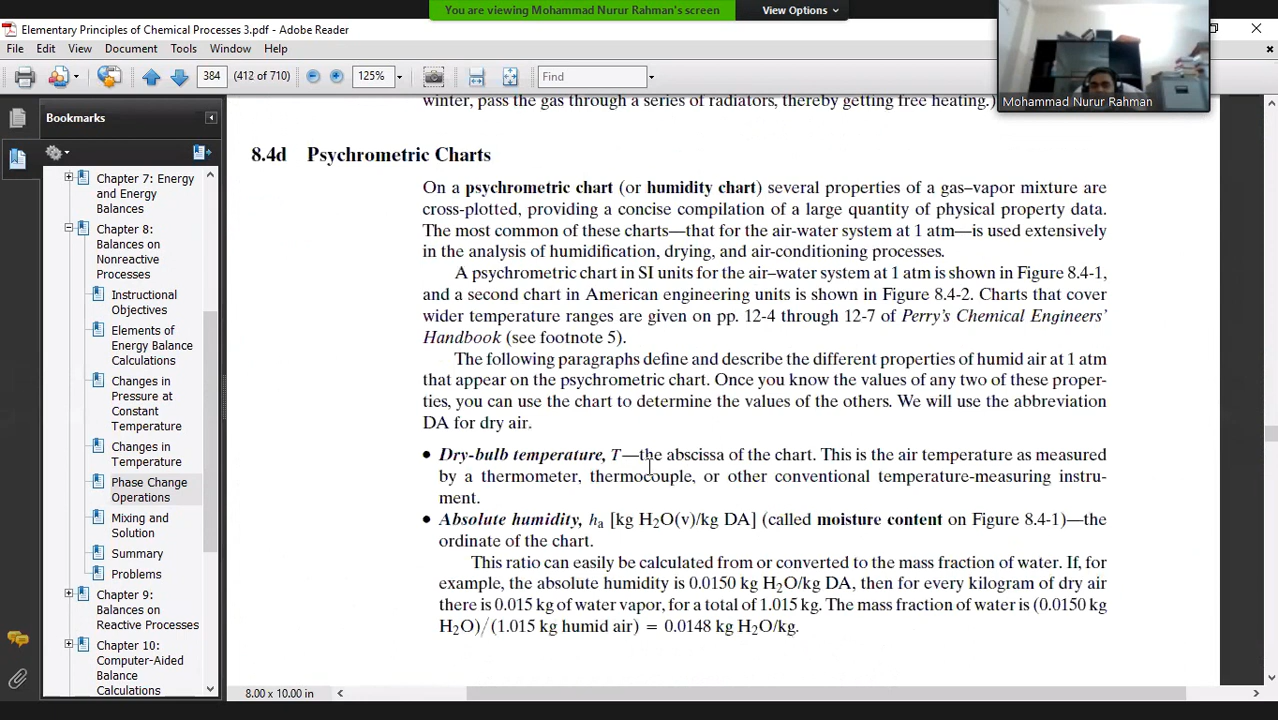 You are viewing Mohammad Nurur Rahman's screen
View Options
Elementary Principles of Chemical Processes 3.pdf - Adobe Reader
File Edit View Document Tools Window Help
384 (412 of 710) 125% Find
Mohammad Nurur Rahman
Bookmarks
Chapter 7: Energy
and Energy
Balances
Chapter 8:
Balances on
Nonreactive
Processes
Instructional
Objectives
Elements of
Energy Balance
Calculations
Changes in
Pressure at
Constant
Temperature
Changes in
Temperature
Phase Change
Operations
Mixing and
Solution
Summary
Problems
Chapter 9:
Balances on
Reactive Processes
Chapter 10:
Computer-Aided
Balance
Calculations
winter, pass the gas through a series of radiators, thereby getting free heating.)
8.4d Psychrometric Charts
On a psychrometric chart (or humidity chart) several properties of a gas–vapor mixture are
cross-plotted, providing a concise compilation of a large quantity of physical property data.
The most common of these charts—that for the air-water system at 1 atm—is used extensively
in the analysis of humidification, drying, and air-conditioning processes.
A psychrometric chart in SI units for the air–water system at 1 atm is shown in Figure 8.4-1,
and a second chart in American engineering units is shown in Figure 8.4-2. Charts that cover
wider temperature ranges are given on pp. 12-4 through 12-7 of Perry's Chemical Engineers'
Handbook (see footnote 5).
The following paragraphs define and describe the different properties of humid air at 1 atm
that appear on the psychrometric chart. Once you know the values of any two of these proper-
ties, you can use the chart to determine the values of the others. We will use the abbreviation
DA for dry air.
• Dry-bulb temperature, T—the abscissa of the chart. This is the air temperature as measured
by a thermometer, thermocouple, or other conventional temperature-measuring instru-
ment.
• Absolute humidity, hₐ [kg H₂O(v)/kg DA] (called moisture content on Figure 8.4-1)—the
ordinate of the chart.
This ratio can easily be calculated from or converted to the mass fraction of water. If, for
example, the absolute humidity is 0.0150 kg H₂O/kg DA, then for every kilogram of dry air
there is 0.015 kg of water vapor, for a total of 1.015 kg. The mass fraction of water is (0.0150 kg
H₂O)/(1.015 kg humid air) = 0.0148 kg H₂O/kg.
8.00 x 10.00 in